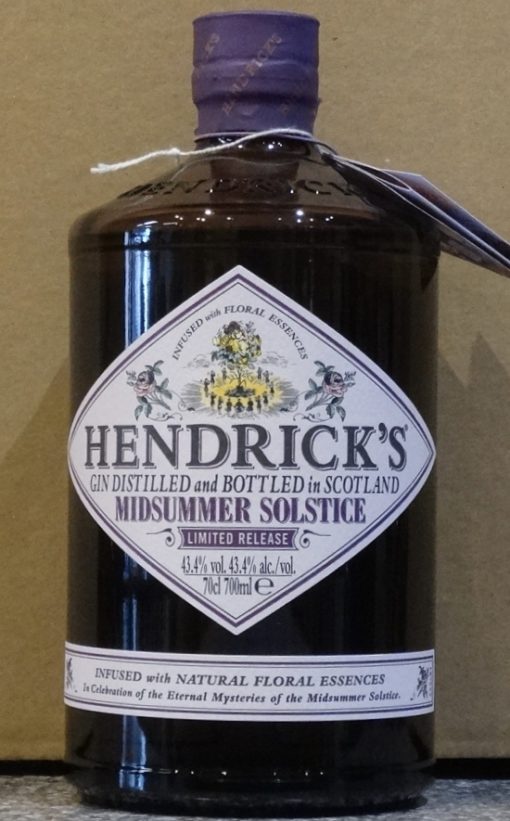 HENDRICK'S
HENDRICK
INFUSED with FLORAL ESSENCES
HENDRICK'S
GIN DISTILLED and BOTTLED in SCOTLAND
MIDSUMMER SOLSTICE
LIMITED RELEASE
43.4% vol. 43.4% alc./vol.
70cl 700ml ℮
INFUSED with NATURAL FLORAL ESSENCES
In Celebration of the Eternal Mysteries of the Midsummer Solstice.